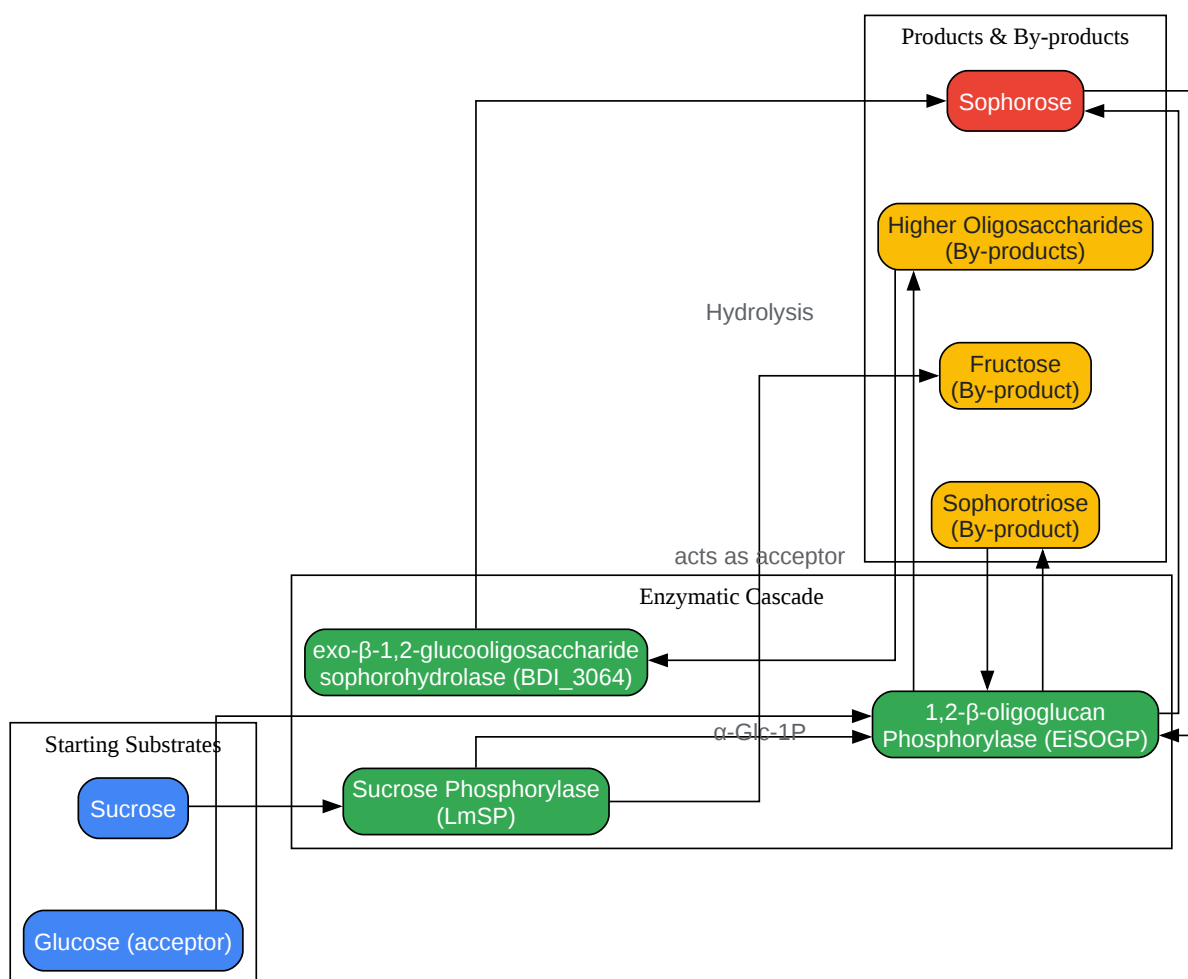 Products & By-products
Sophorose
Higher Oligosaccharides
(By-products)
Hydrolysis
Fructose
(By-product)
Sophorotriose
(By-product)
acts as acceptor
Enzymatic Cascade
exo-β-1,2-glucooligosaccharide
sophorohydrolase (BDI_3064)
1,2-β-oligoglucan
Phosphorylase (EiSOGP)
α-Glc-1P
Starting Substrates
Sucrose Phosphorylase
(LmSP)
Sucrose
Glucose (acceptor)